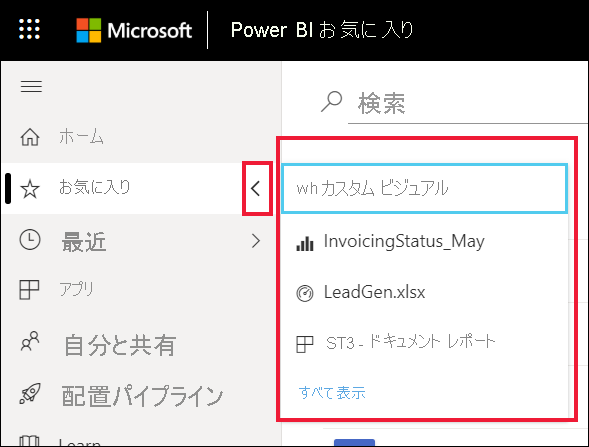 Microsoft Power BI お気に入り
検索
ホーム
お気に入り
最近
アプリ
自分と共有
配置パイプライン
Learn
wh カスタム ビジュアル
InvoicingStatus_May
LeadGen.xlsx
ST3 - ドキュメント レポート
すべて表示